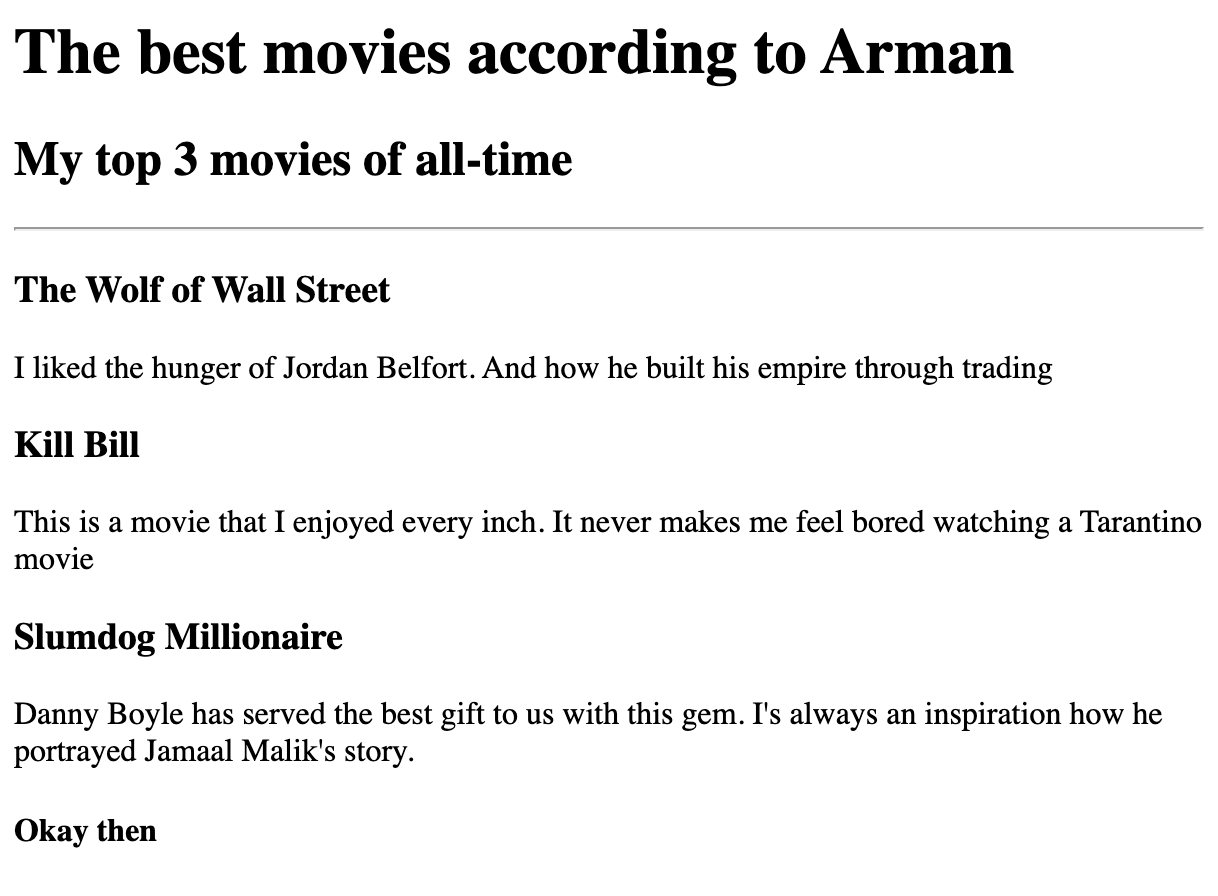 The best movies according to Arman
My top 3 movies of all-time
The Wolf of Wall Street
I liked the hunger of Jordan Belfort. And how he built his empire through trading
Kill Bill
This is a movie that I enjoyed every inch. It never makes me feel bored watching a Tarantino
movie
Slumdog Millionaire
Danny Boyle has served the best gift to us with this gem. I's always an inspiration how he
portrayed Jamaal Malik's story.
Okay then